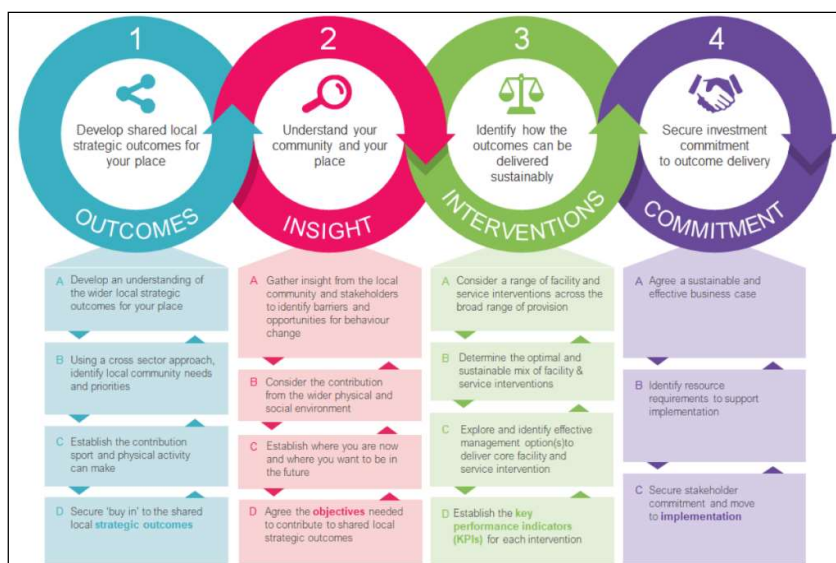 1
Develop shared local
strategic outcomes for
your place
OUTCOMES
A Develop an understanding of
the wider local strategic
outcomes for your place
B Using a cross sector approach,
identify local community needs
and priorities
C Establish the contribution
sport and physical activity
can make
D Secure 'buy in' to the shared
local strategic outcomes
2
Understand your
community and your
place
INSIGHT
A Gather insight from the local
community and stakeholders
to identify barriers and
opportunities for behaviour
change
B Consider the contribution
from the wider physical and
social environment
C Establish where you are now
and where you want to be in
the future
D Agree the objectives needed
to contribute to shared local
strategic outcomes
3
Identify how the
outcomes can be
delivered
sustainably
INTERVENTIONS
A Consider a range of facility and
service interventions across the
broad range of provision
B Determine the optimal and
sustainable mix of facility &
service interventions
C Explore and identify effective
management option(s)to
deliver core facility and
service intervention
D Establish the key
performance indicators
(KPIs) for each intervention
4
Secure investment
commitment
to outcome delivery
COMMITMENT
A Agree a sustainable and
effective business case
B Identify resource
requirements to support
implementation
C Secure stakeholder
commitment and move
to implementation